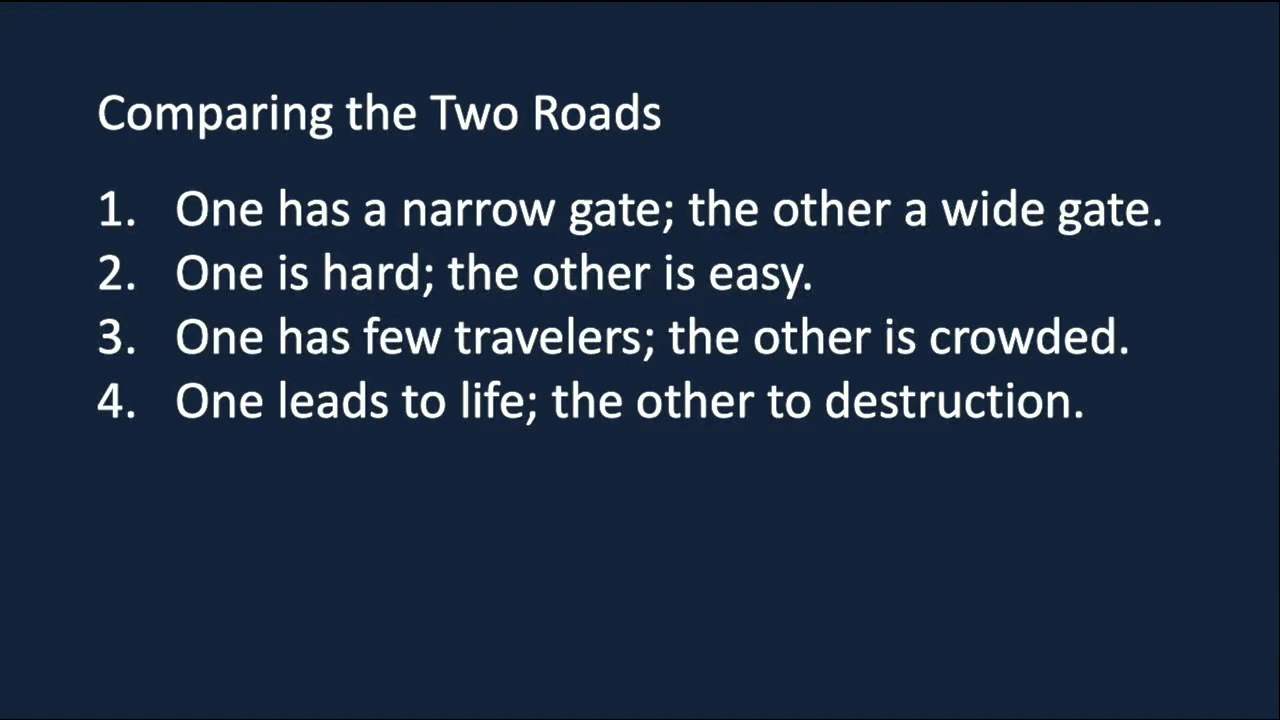 Comparing the Two Roads
1. One has a narrow gate; the other a wide gate.
2. One is hard; the other is easy.
3. One has few travelers; the other is crowded.
4. One leads to life; the other to destruction.